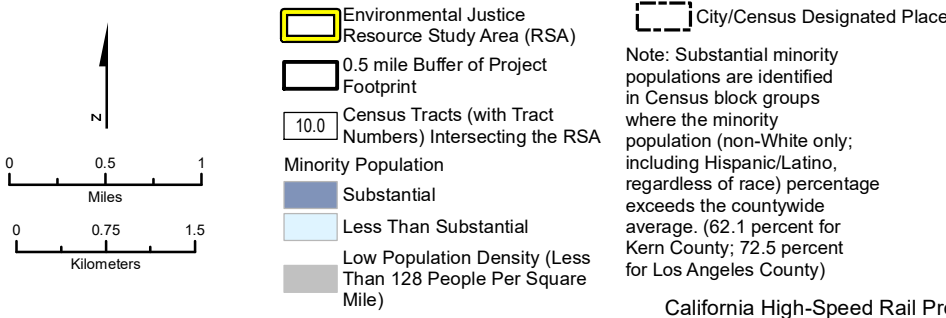 N
0 0.5 1
Miles
0 0.75 1.5
Kilometers
Environmental Justice
Resource Study Area (RSA)
0.5 mile Buffer of Project
Footprint
10.0
Census Tracts (with Tract
Numbers) Intersecting the RSA
Minority Population
Substantial
Less Than Substantial
Low Population Density (Less
Than 128 People Per Square
Mile)
City/Census Designated Place
Note: Substantial minority
populations are identified
in Census block groups
where the minority
population (non-White only;
including Hispanic/Latino,
regardless of race) percentage
exceeds the countywide
average. (62.1 percent for
Kern County; 72.5 percent
for Los Angeles County)
California High-Speed Rail Pr